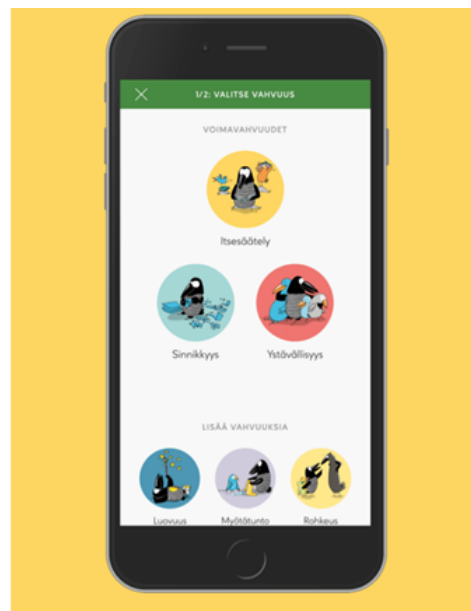 1/2: VALITSE VAHVUUS
VOIMAVAHVUUDET
Itsesäätely
Sinnikkyys Ystävällisyys
LISÄÄ VAHVUUKSIA
Luovuus Myötätunto Rohkeus